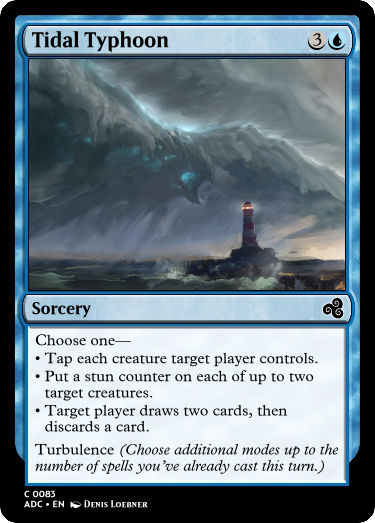 Tidal Typhoon 3
Sorcery
Choose one—
• Tap each creature target player controls.
• Put a stun counter on each of up to two
target creatures.
• Target player draws two cards, then
discards a card.
Turbulence (Choose additional modes up to the
number of spells you’ve already cast this turn.)
C 0083
ADC • EN Denis Loebner